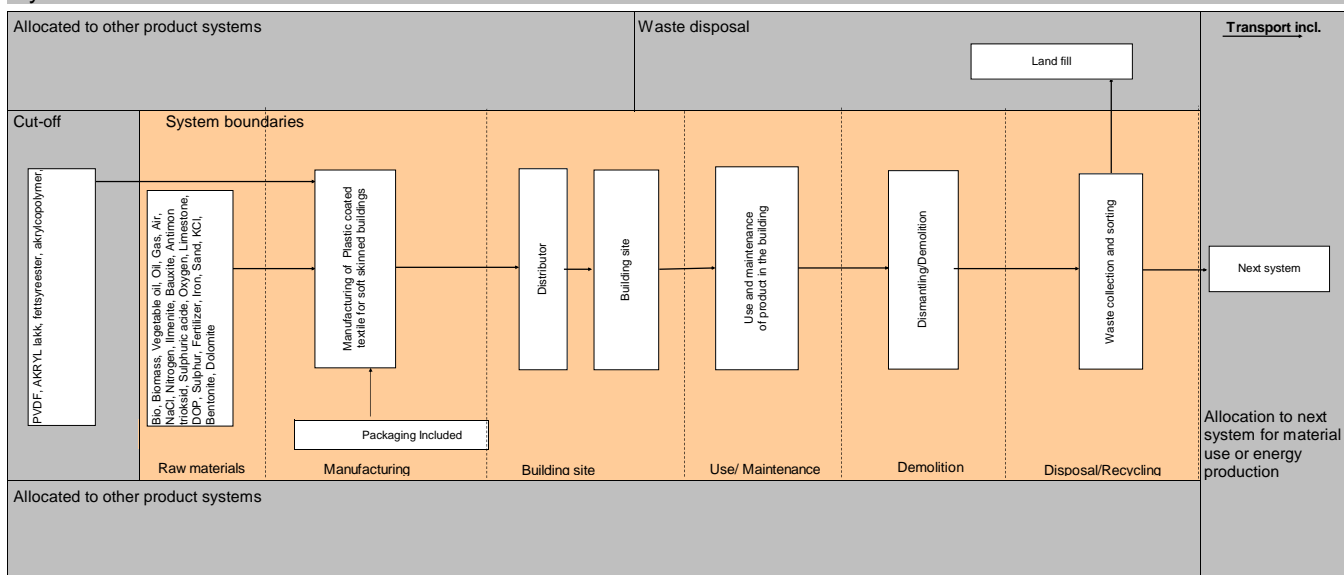 Allocated to other product systems
Waste disposal
Transport incl.
Land fill
Cut-off
System boundaries
PVDF, AKRYL lakk, fettsyreester, akrylcopolymer,
Bio, Biomass, Vegetable oil, Oil, Gas, Air,
NaCl, Nitrogen, Ilmenite, Bauxite, Antimon
trioksid, Sulphuric acide, Oxygen, Limestone,
DOP, Sulphur, Fertilizer, Iron, Sand, KCl,
Bentonite, Dolomite
Manufacturing of Plastic coated
textile for soft skinned buildings
Distributor
Building site
Use and maintenance
of product in the building
Dismantling/Demolition
Waste collection and sorting
Next system
Packaging Included
Allocation to next
system for material
use or energy
production
Raw materials
Manufacturing
Building site
Use/ Maintenance
Demolition
Disposal/Recycling
Allocated to other product systems